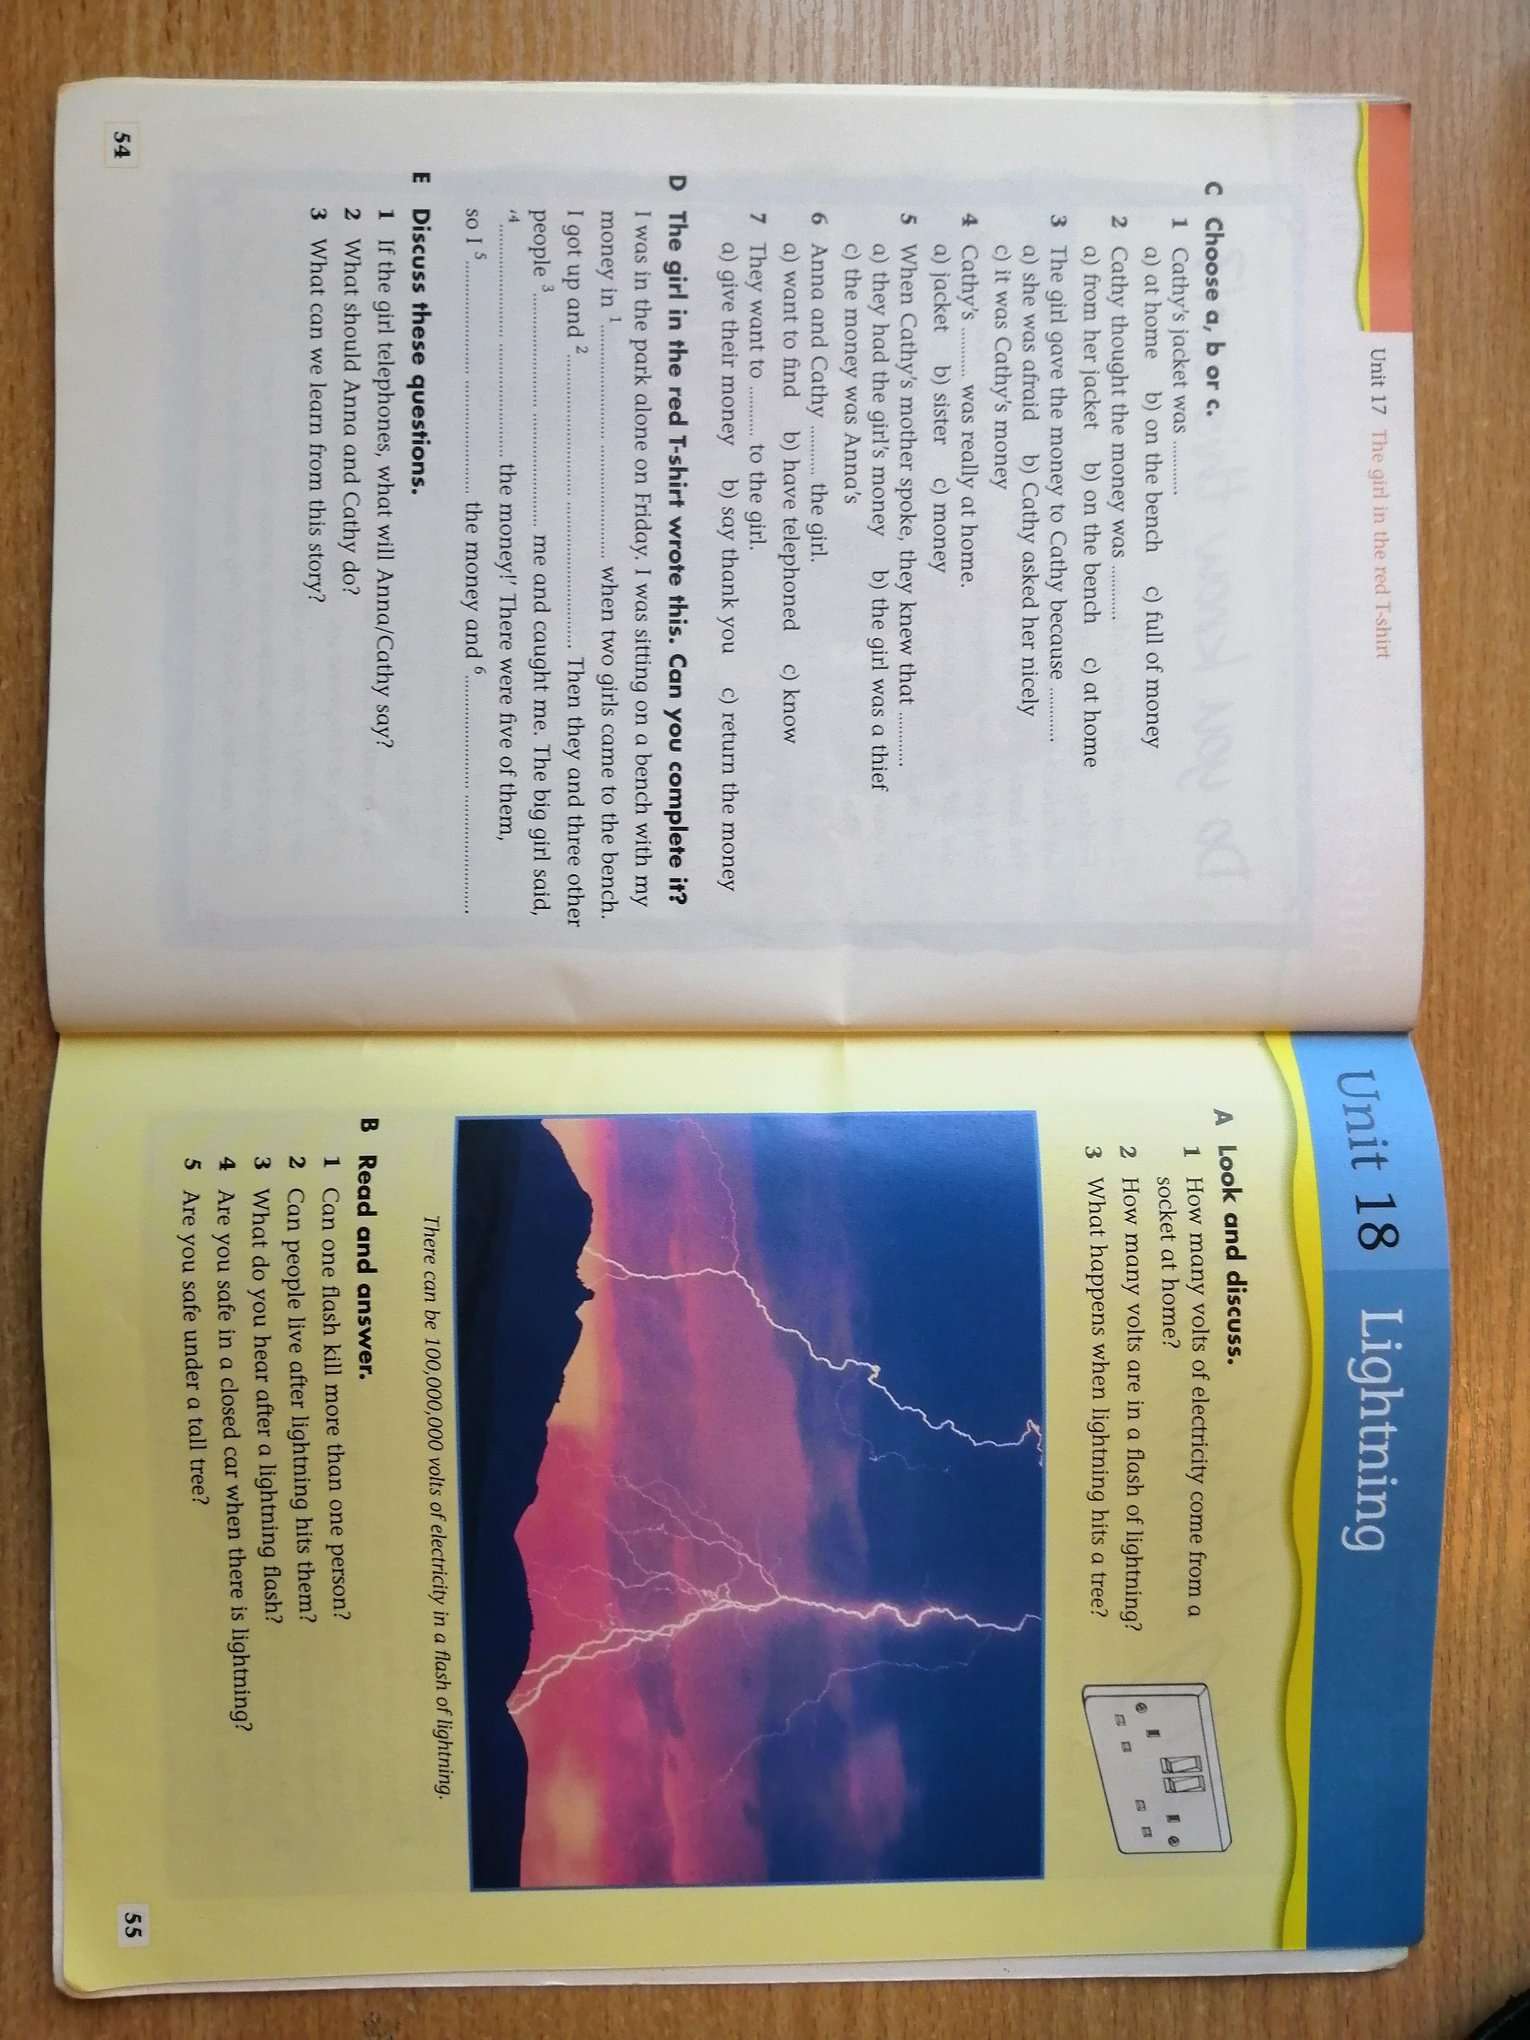 Unit 17 The girl in the red T-shirt
C Choose a, b or c.
1 Cathy's jacket was ..........
a) at home b) on the bench c) full of money
2 Cathy thought the money was ..........
a) from her jacket b) on the bench c) at home
3 The girl gave the money to Cathy because ..........
a) she was afraid b) Cathy asked her nicely
c) it was Cathy's money
4 Cathy's .......... was really at home.
a) jacket b) sister c) money
5 When Cathy's mother spoke, they knew that ..........
a) they had the girl's money b) the girl was a thief
c) the money was Anna's
6 Anna and Cathy .......... the girl.
a) want to find b) have telephoned c) know
7 They want to .......... to the girl.
a) give their money b) say thank you c) return the money
D The girl in the red T-shirt wrote this. Can you complete it?
I was in the park alone on Friday. I was sitting on a bench with my
money in 1 .................... .................... when two girls came to the bench.
I got up and 2 .................... .................... Then they and three other
people 3 .................... .................... me and caught me. The big girl said,
'4 .................... .................... the money!' There were five of them,
so I 5 .................... .................... the money and 6 .................... ....................
E Discuss these questions.
1 If the girl telephones, what will Anna/Cathy say?
2 What should Anna and Cathy do?
3 What can we learn from this story?
54
Unit 18 Lightning
A Look and discuss.
1 How many volts of electricity come from a
socket at home?
2 How many volts are in a flash of lightning?
3 What happens when lightning hits a tree?
There can be 100,000,000 volts of electricity in a flash of lightning.
B Read and answer.
1 Can one flash kill more than one person?
2 Can people live after lightning hits them?
3 What do you hear after a lightning flash?
4 Are you safe in a closed car when there is lightning?
5 Are you safe under a tall tree?
55